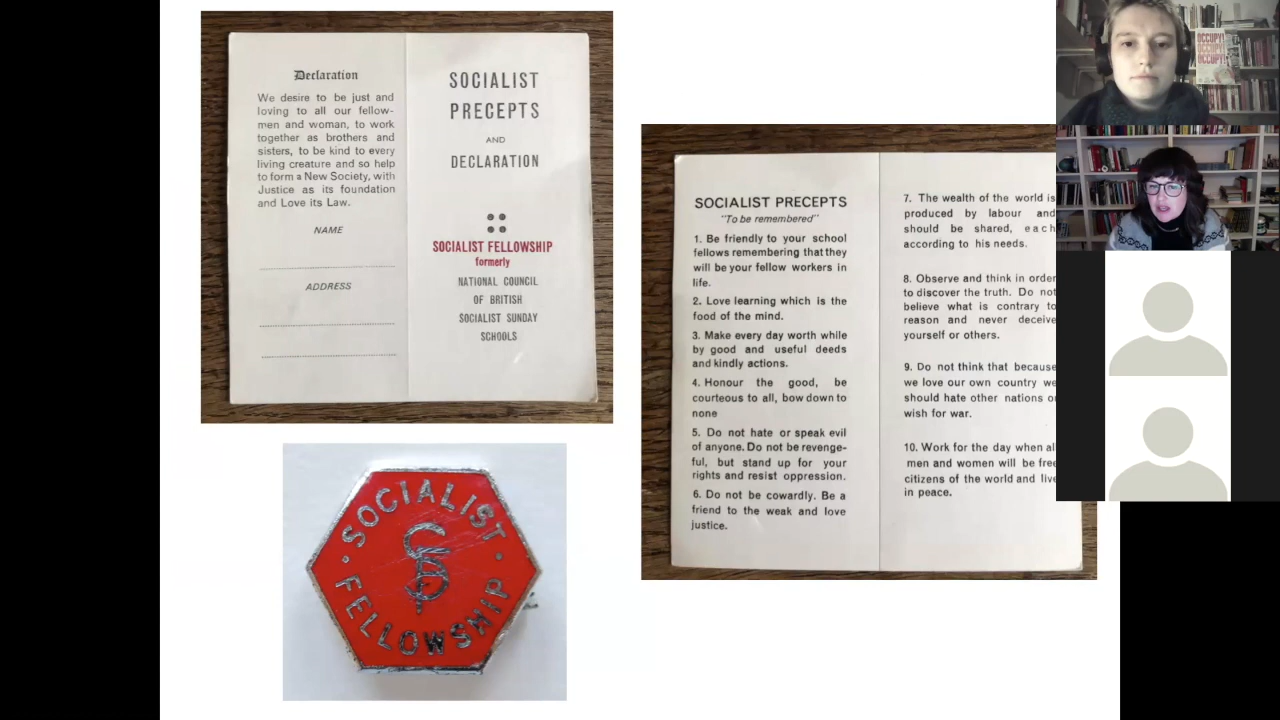 Declaration
We desire to be just and
loving to all our fellow-
men and woman, to work
together as brothers and
sisters, to be kind to every
living creature and so help
to form a New Society, with
Justice as its foundation
and Love its Law.
NAME
ADDRESS
SOCIALIST
PRECEPTS
AND
DECLARATION
SOCIALIST FELLOWSHIP
formerly
NATIONAL COUNCIL
OF BRITISH
SOCIALIST SUNDAY
SCHOOLS
SOCIALIST
FELLOWSHIP
SOCIALIST PRECEPTS
"To be remembered"
1. Be friendly to your school
fellows remembering that they
will be your fellow workers in
life.
2. Love learning which is the
food of the mind.
3. Make every day worth while
by good and useful deeds
and kindly actions.
4. Honour the good, be
courteous to all, bow down to
none
5. Do not hate or speak evil
of anyone. Do not be revenge-
ful, but stand up for your
rights and resist oppression.
6. Do not be cowardly. Be a
friend to the weak and love
justice.
7. The wealth of the world is
produced by labour and
should be shared, each
according to his needs.
8. Observe and think in order
to discover the truth. Do not
believe what is contrary to
reason and never deceive
yourself or others.
9. Do not think that because
we love our own country we
should hate other nations or
wish for war.
10. Work for the day when all
men and women will be free
citizens of the world and live
in peace.
OCCUPY!
OCCUPY!
OCCUPY!